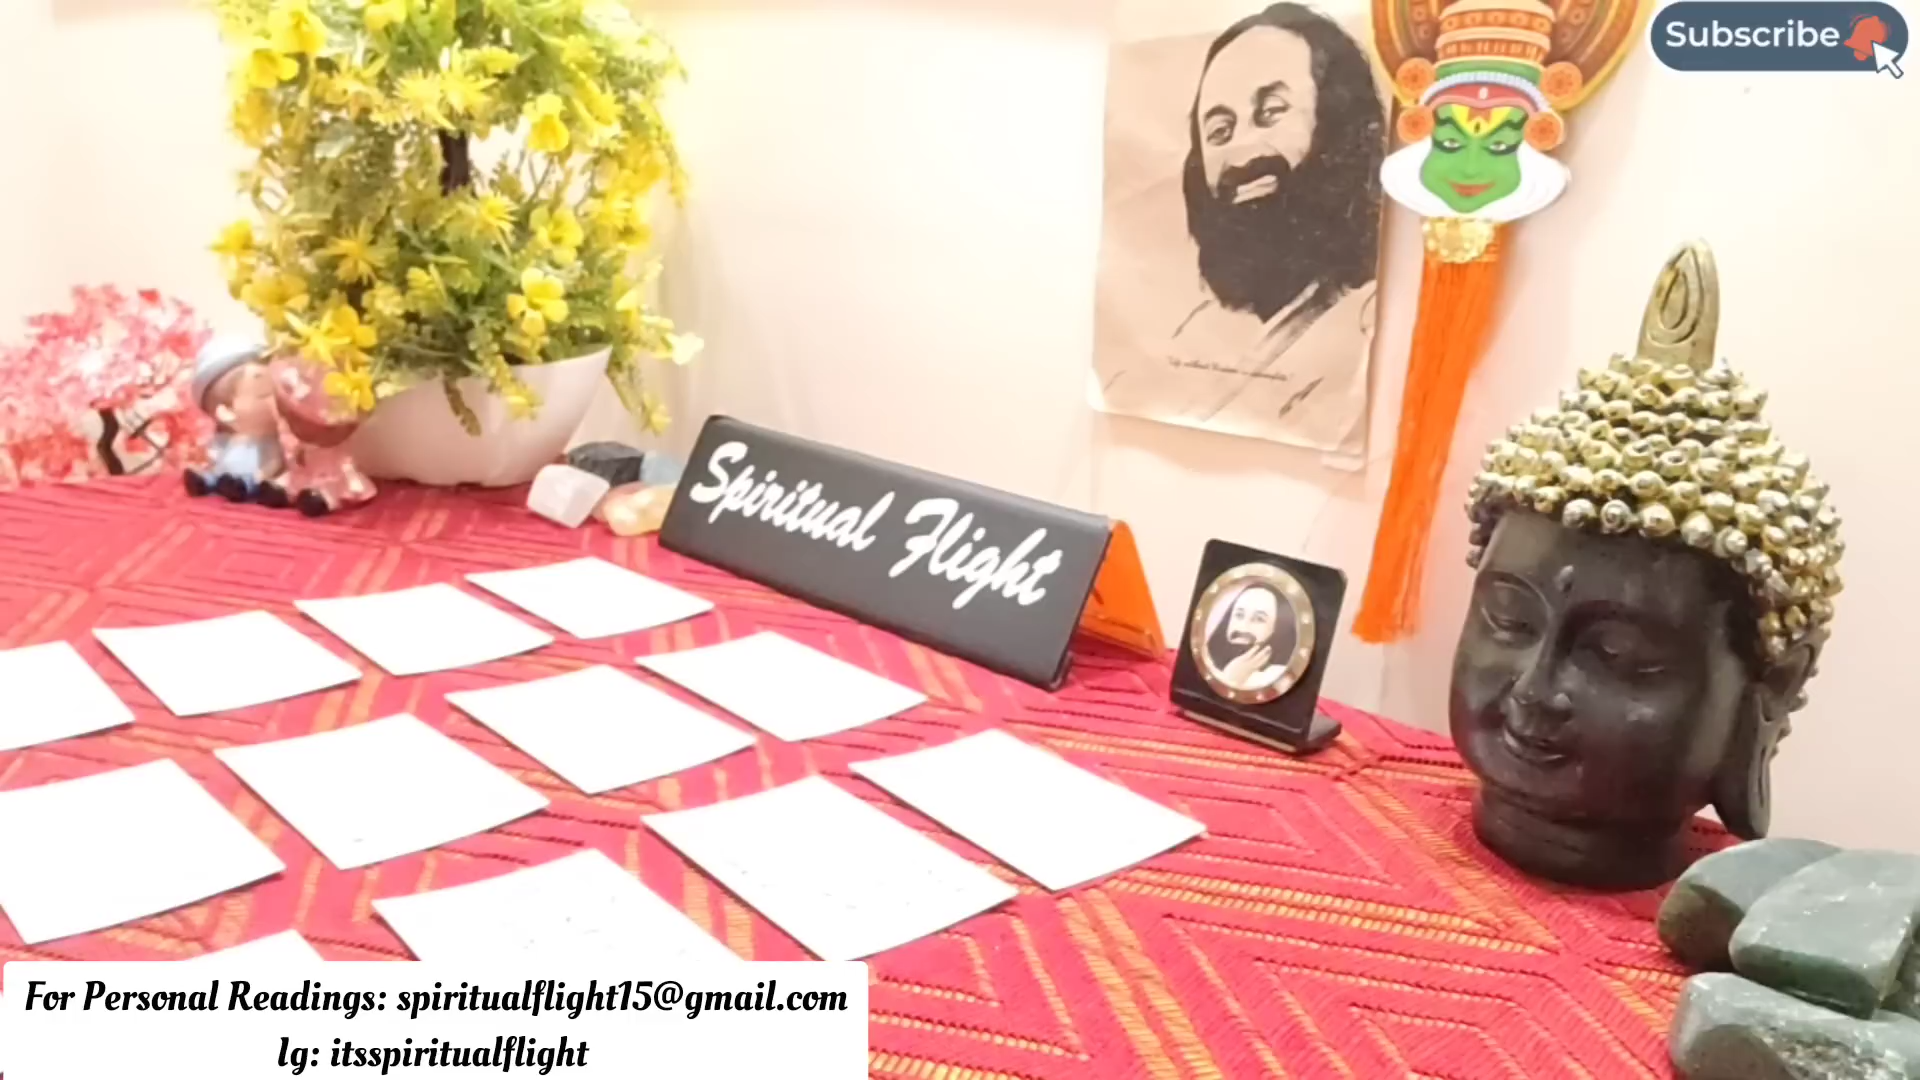 Subscribe
Spiritual Flight
For Personal Readings: spiritualflight15@gmail.com
Ig: itsspiritualflight